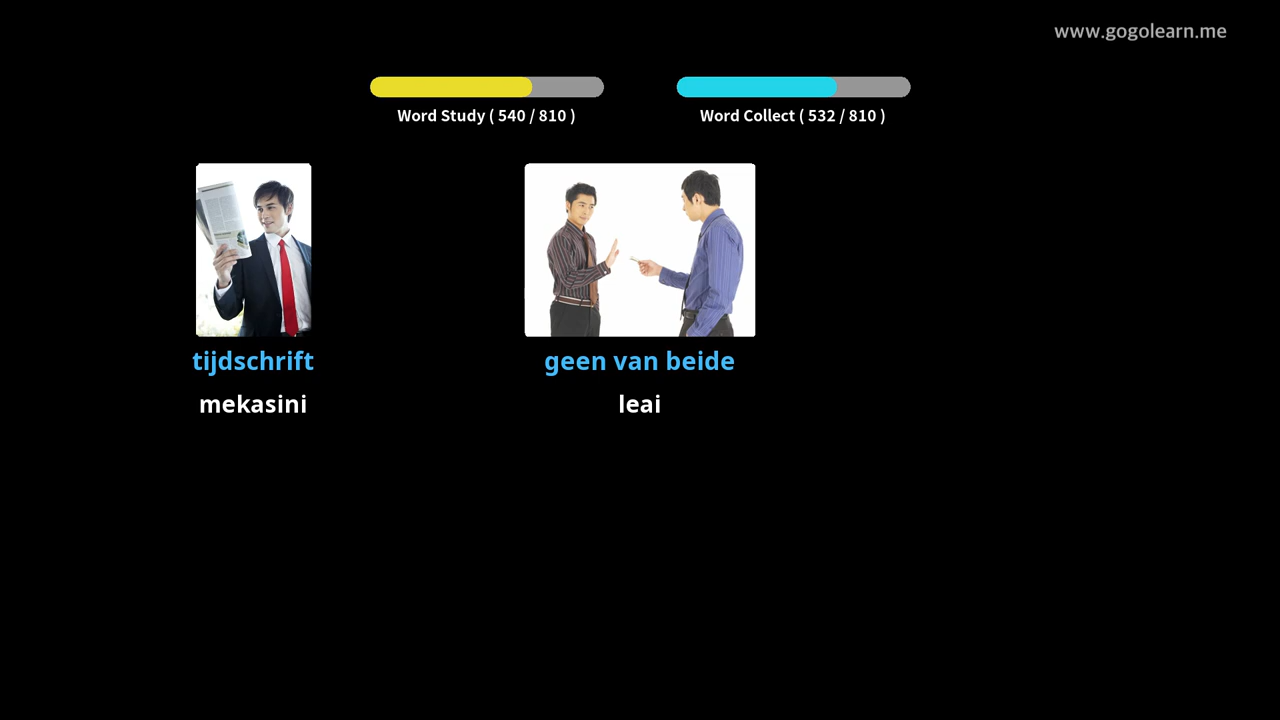 www.gogolearn.me
Word Study ( 540 / 810 )
Word Collect ( 532 / 810 )
tijdschrift
geen van beide
mekasini
leai